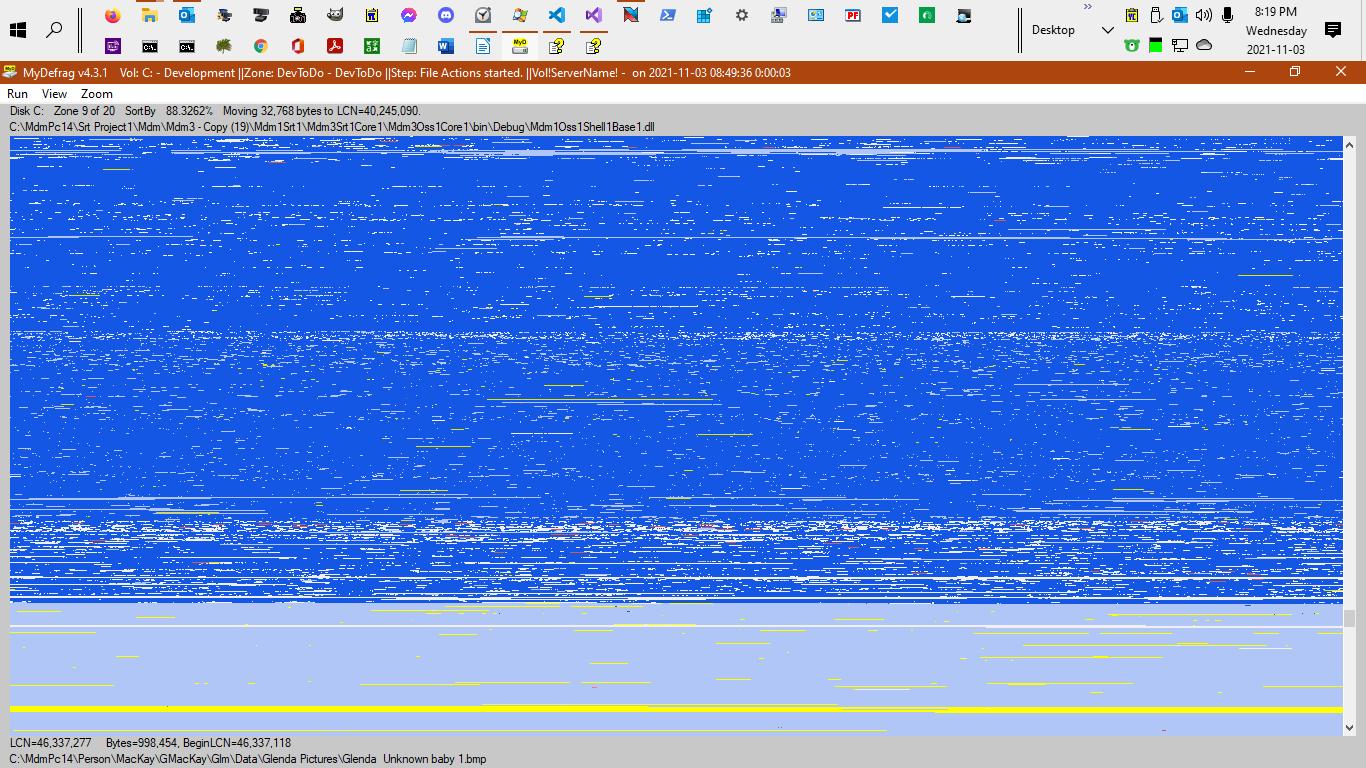 8:19 PM
Desktop
Wednesday
2021-11-03
MyDefrag v4.3.1 Vol: C: - Development ||Zone: DevToDo - DevToDo ||Step: File Actions started. ||Vol!ServerName! - on 2021-11-03 08:49:36 0:00:03
Run View Zoom
Disk C: Zone 9 of 20 SortBy 88.3262% Moving 32,768 bytes to LCN=40,245,090.
C:\MdmPc14\Srt Project1\Mdm\Mdm3 - Copy (19)\Mdm1Srt1\Mdm3Srt1Core1\Mdm3Oss1Core1\bin\Debug\Mdm1Oss1Shell1Base1.dll
LCN=46,337,277 Bytes=998,454, BeginLCN=46,337,118
C:\MdmPc14\Person\MacKay\GMacKay\Glm\Data\Glenda Pictures\Glenda Unknown baby 1.bmp